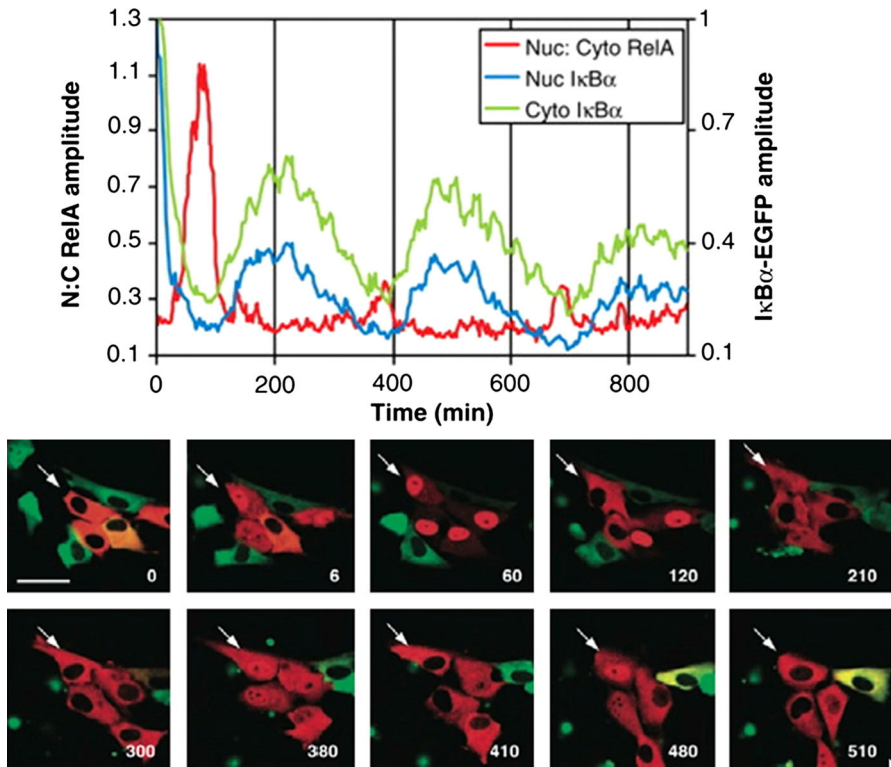 1.3
1.1
0.9
0.7
0.5
0.3
0.1
N:C RelA amplitude
1
0.7
0.4
0.1
IκBα-EGFP amplitude
Nuc: Cyto RelA
Nuc IκBα
Cyto IκBα
0 200 400 600 800
Time (min)
0 6 60 120 210
300 380 410 480 510